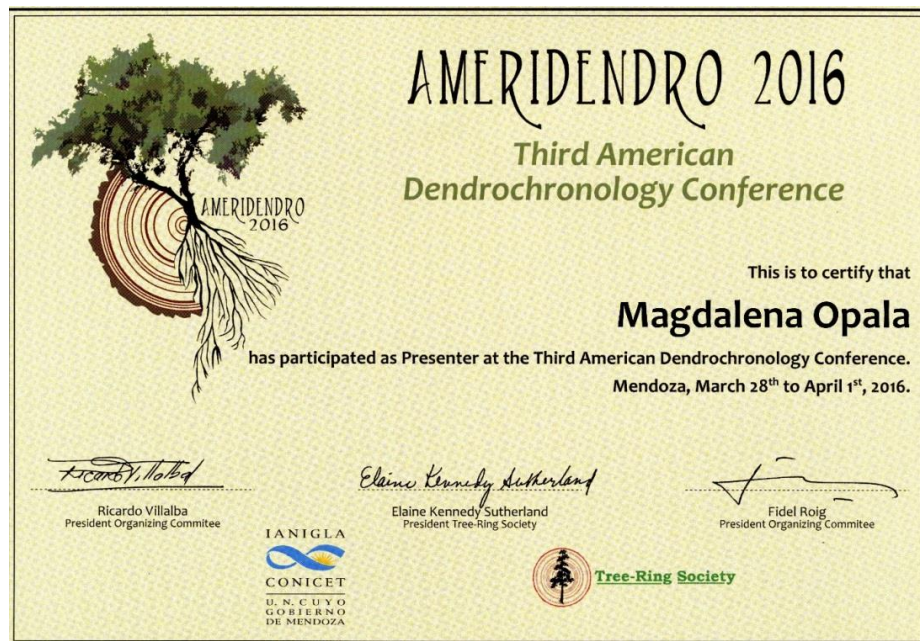 AMERIDENDRO 2016
Third American
Dendrochronology Conference
AMERIDENDRO
2016
This is to certify that
Magdalena Opala
has participated as Presenter at the Third American Dendrochronology Conference.
Mendoza, March 28th to April 1st, 2016.
Ricardo Villalba
Elaine Kennedy Sutherland
Ricardo Villalba
President Organizing Commitee
Elaine Kennedy Sutherland
President Tree-Ring Society
Fidel Roig
President Organizing Commitee
IANIGLA
CONICET
U. N. CUYO
GOBIERNO
DE MENDOZA
Tree-Ring Society